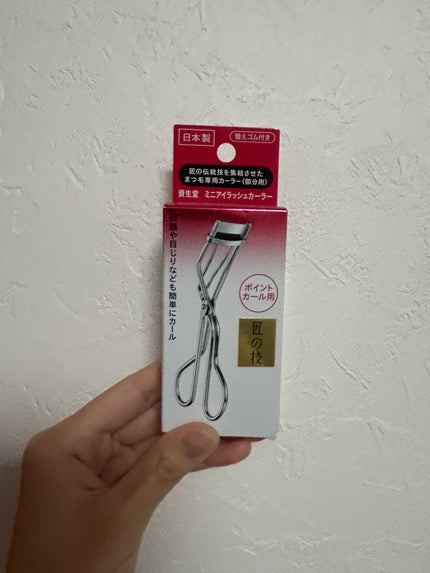 日本製
替えゴム付き
匠の伝統技を集結させた
まつ毛専用カーラー(部分用)
資生堂 ミニアイラッシュカーラー
目頭や目じりなども簡単にカール
ポイント
カール用
匠の技